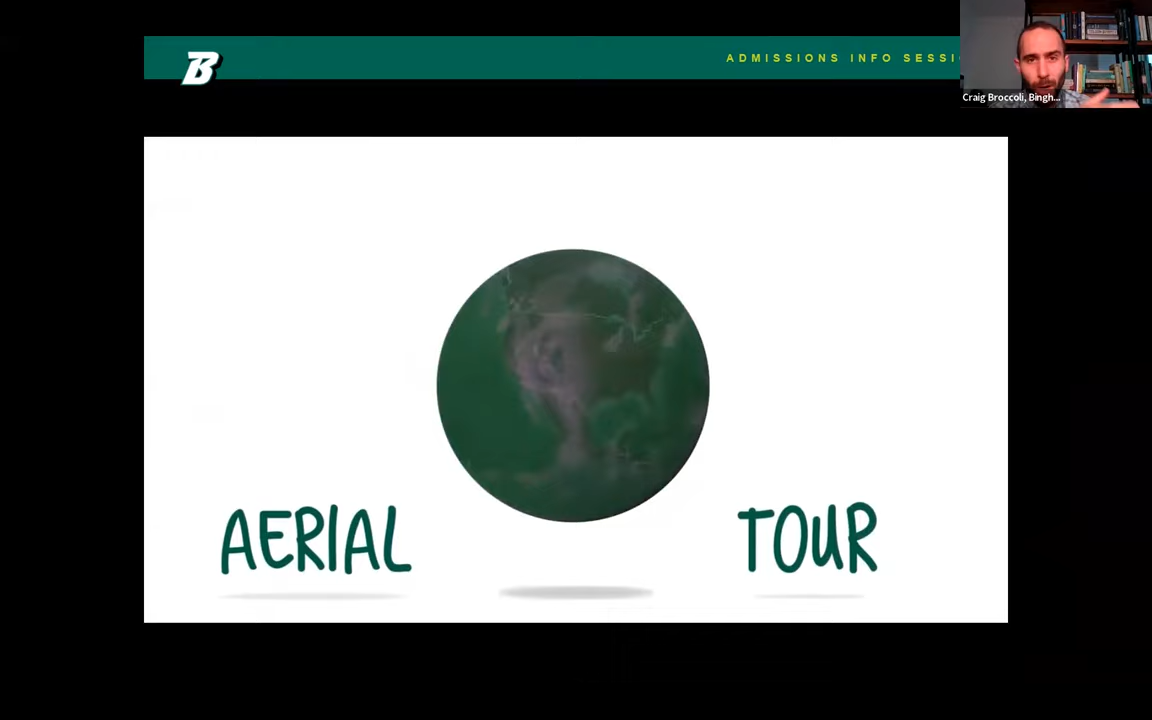 B
ADMISSIONS INFO SESSI
Craig Broccoli, Bingh...
AERIAL
TOUR